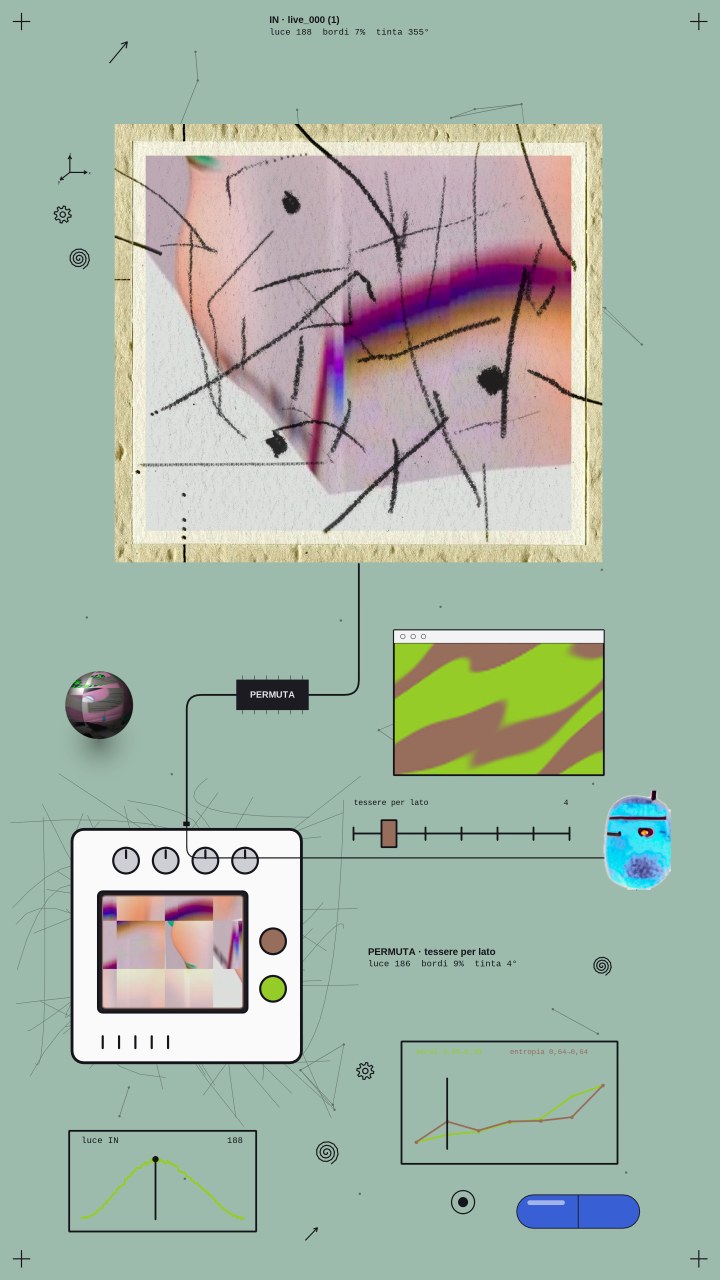 IN · live_000 (1)
luce 188  bordi 7%  tinta 355°
PERMUTA
tessere per lato 4
PERMUTA · tessere per lato
luce 186  bordi 9%  tinta 4°
entropia 0,64→0,64
luce IN 188